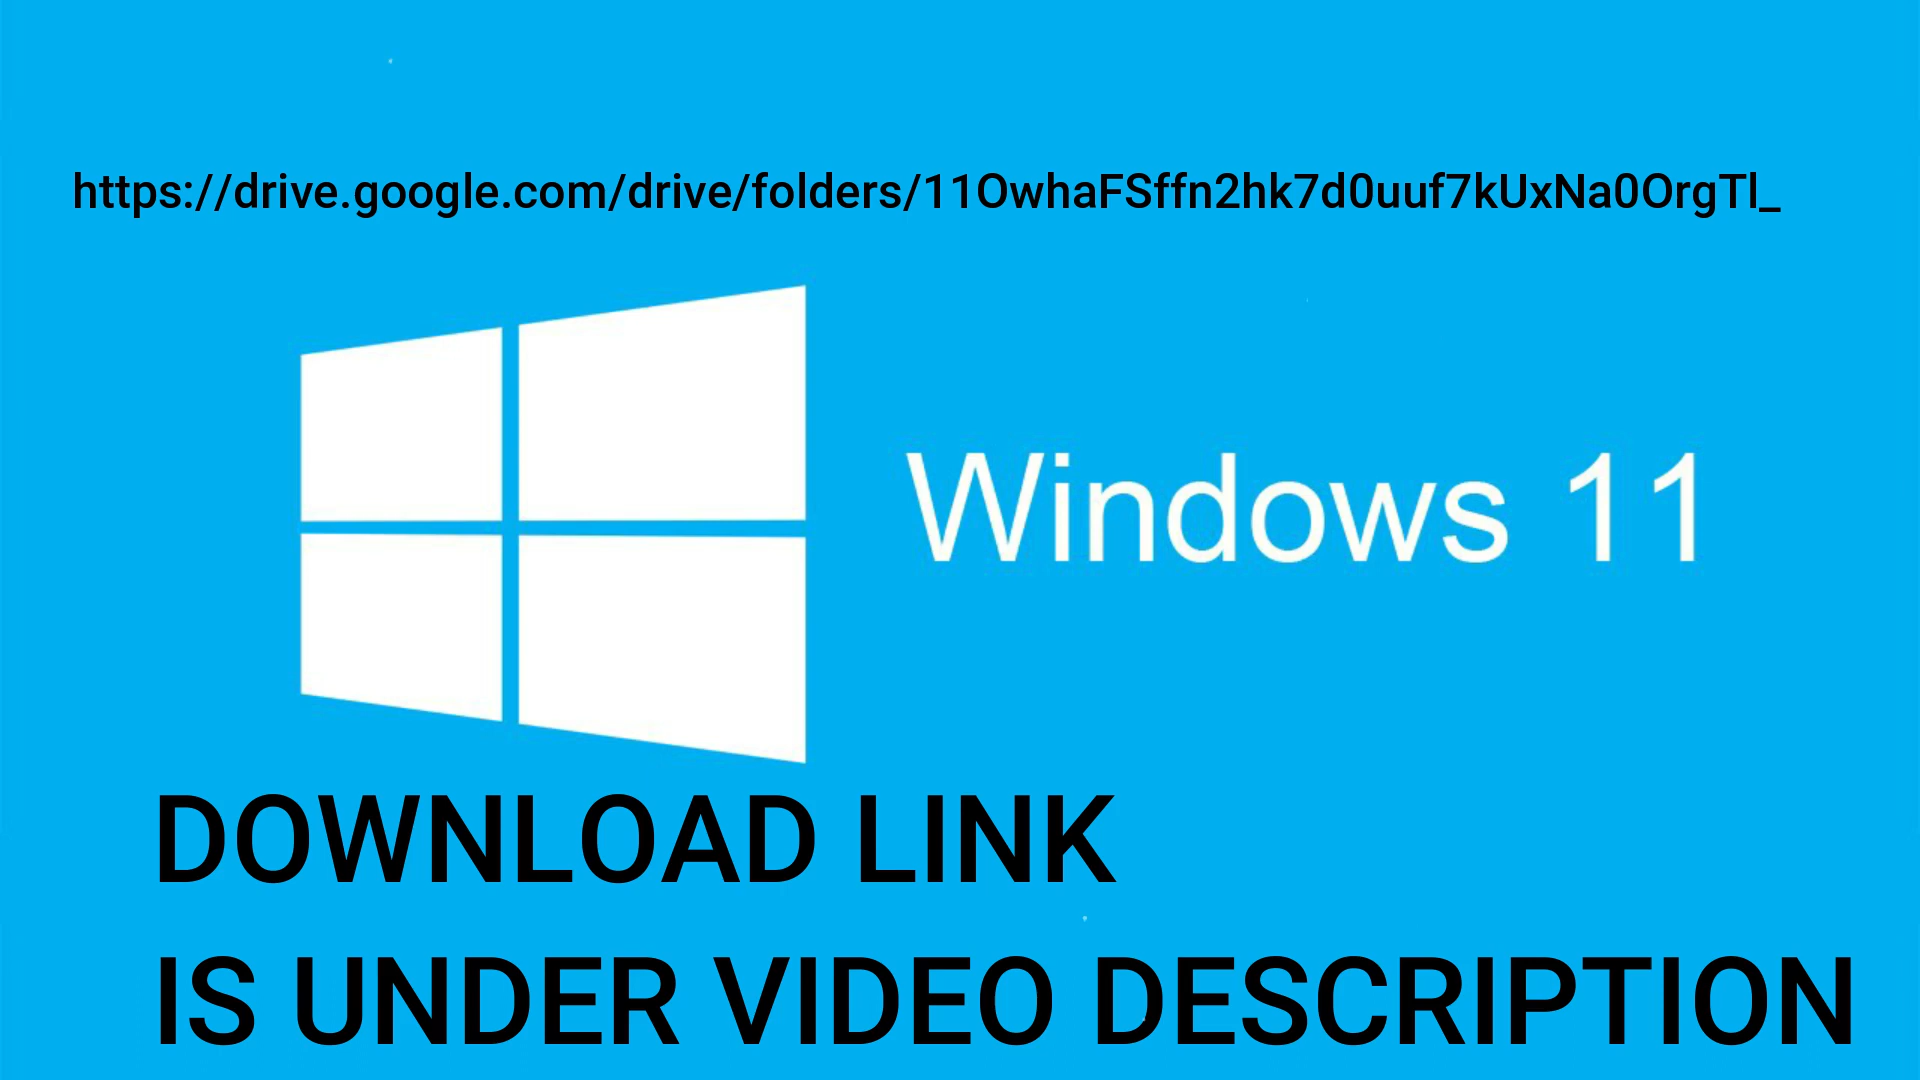 https://drive.google.com/drive/folders/11OwhaFSffn2hk7d0uuf7kUxNa0OrgTl_
Windows 11
DOWNLOAD LINK
IS UNDER VIDEO DESCRIPTION